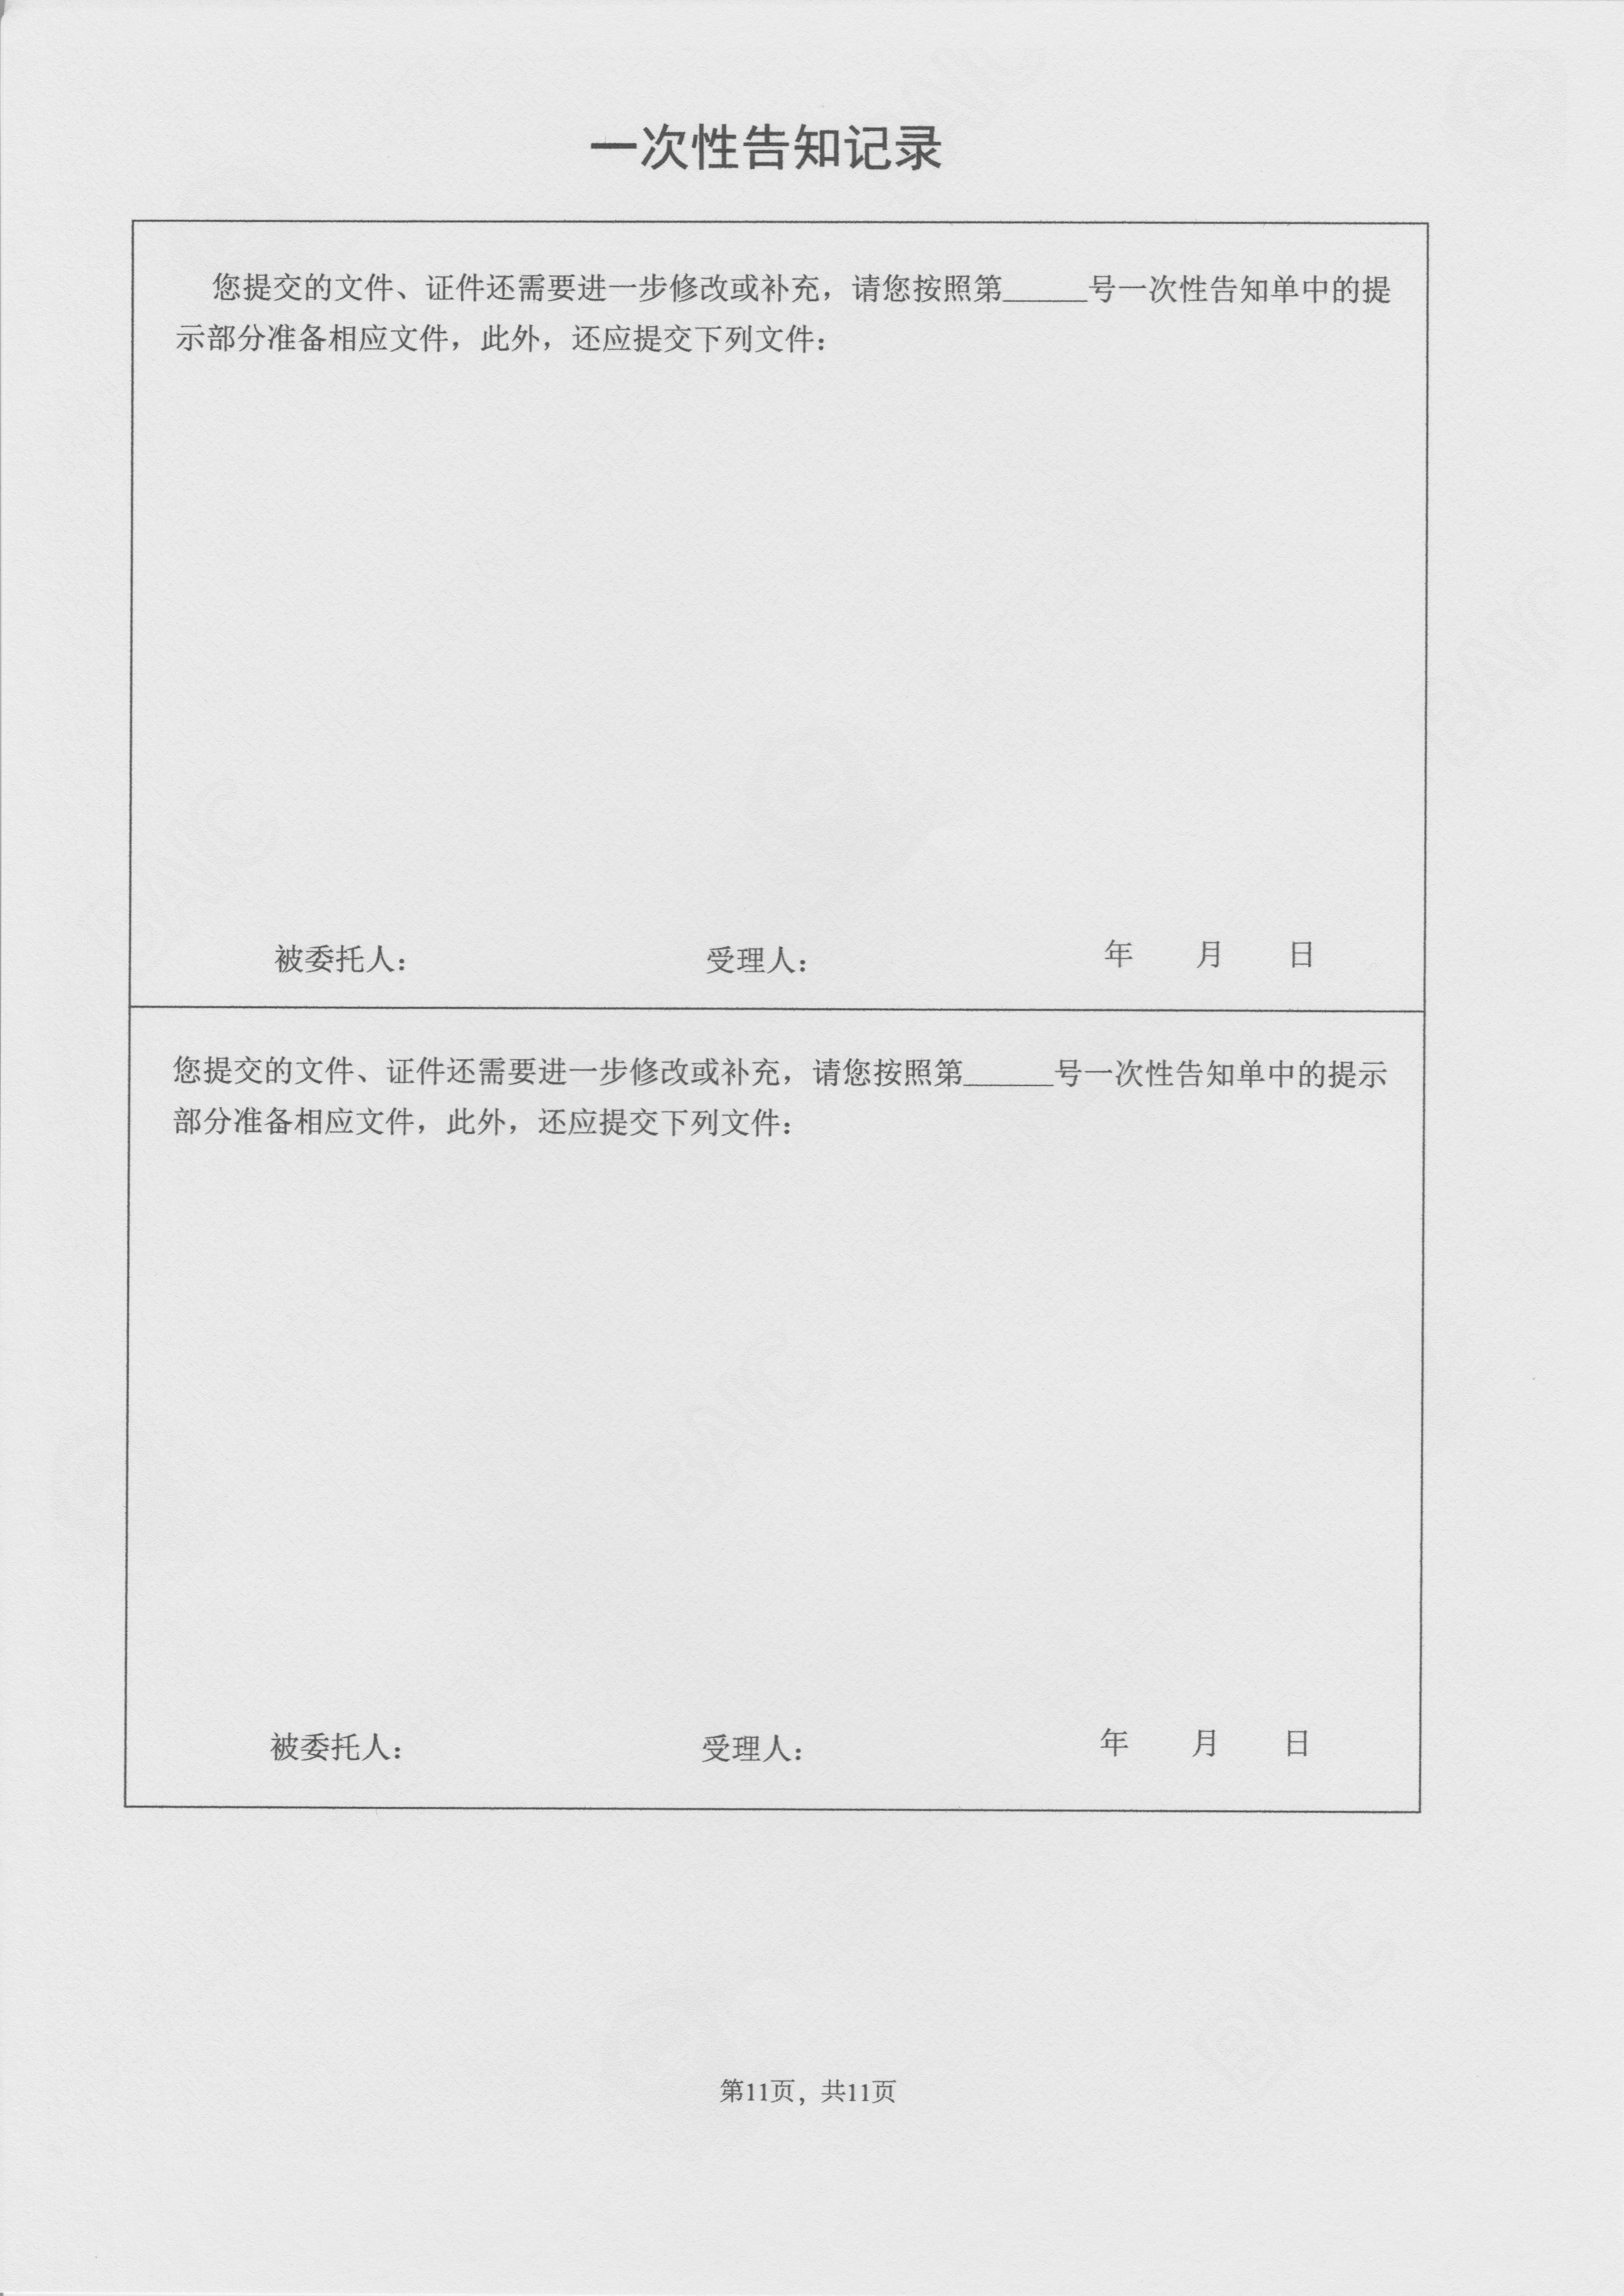 一次性告知记录
您提交的文件、证件还需要进一步修改或补充，请您按照第______号一次性告知单中的提
示部分准备相应文件，此外，还应提交下列文件：
被委托人： 受理人： 年 月 日
您提交的文件、证件还需要进一步修改或补充，请您按照第______号一次性告知单中的提示
部分准备相应文件，此外，还应提交下列文件：
被委托人： 受理人： 年 月 日
第11页，共11页